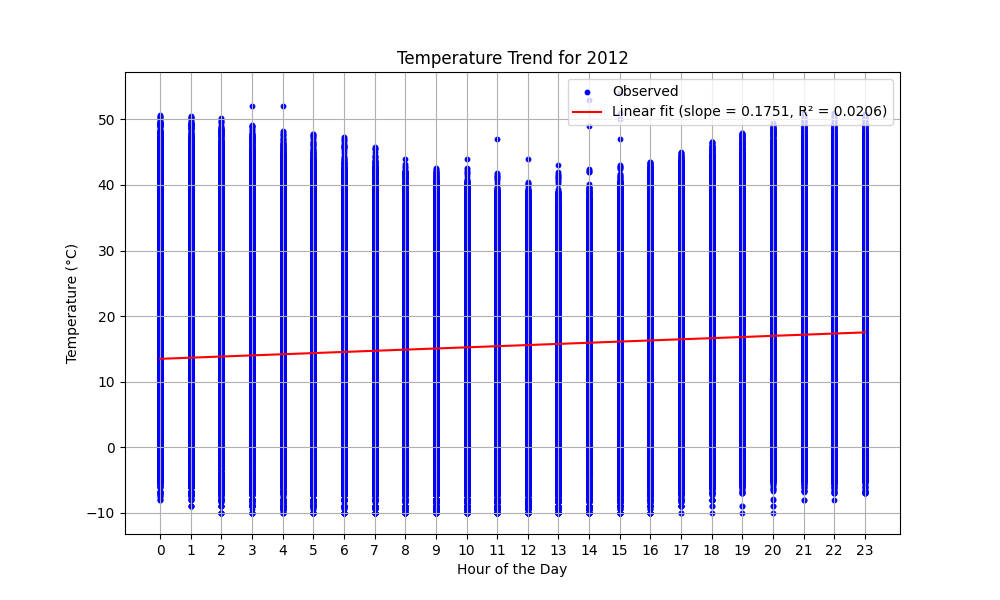 Temperature Trend for 2012
Observed
Linear fit (slope = 0.1751, R² = 0.0206)
Temperature (°C)
50
40
30
20
10
0
−10
0 1 2 3 4 5 6 7 8 9 10 11 12 13 14 15 16 17 18 19 20 21 22 23
Hour of the Day